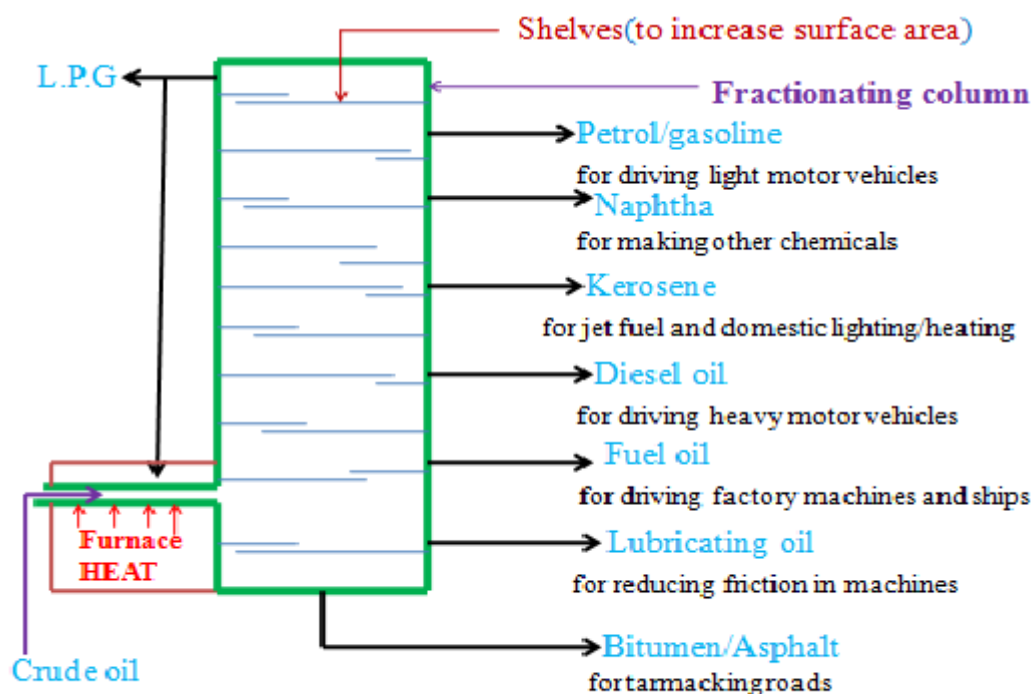 Shelves(to increase surface area)
L.P.G
Fractionating column
Petrol/gasoline
for driving light motor vehicles
Naphtha
for making other chemicals
Kerosene
for jet fuel and domestic lighting/heating
Diesel oil
for driving heavy motor vehicles
Fuel oil
for driving factory machines and ships
Furnace
HEAT
Lubricating oil
for reducing friction in machines
Crude oil
Bitumen/Asphalt
for tarmacking roads